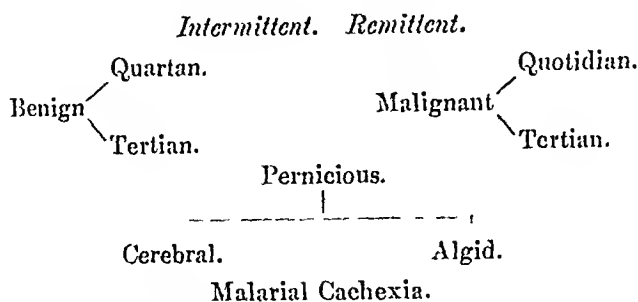 Intermittent. Remittent.
Quartan. Quotidian.
Benign Malignant
Tertian. Tertian.
Pernicious.
Cerebral. Algid.
Malarial Cachexia.